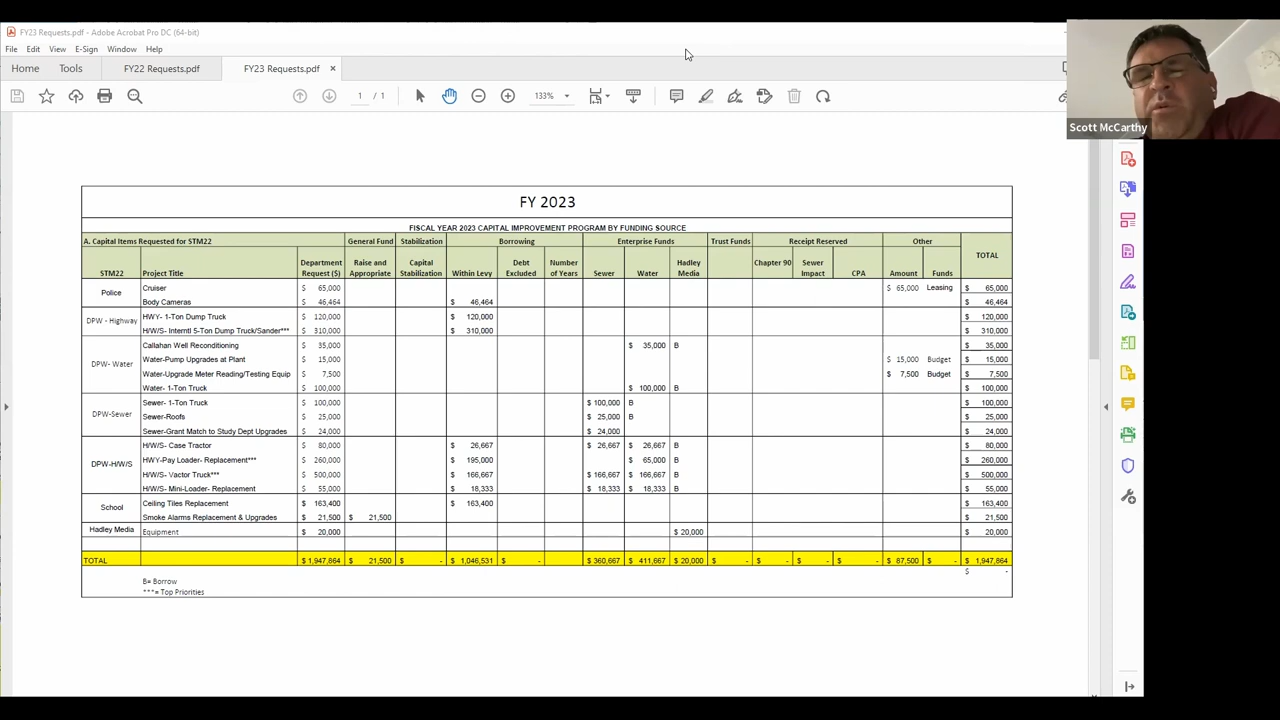 FY23 Requests.pdf - Adobe Acrobat Pro DC (64-bit)
File Edit View E-Sign Window Help
Home Tools FY22 Requests.pdf FY23 Requests.pdf ×
1 / 1 133%
Scott McCarthy
FY 2023
FISCAL YEAR 2023 CAPITAL IMPROVEMENT PROGRAM BY FUNDING SOURCE
A. Capital Items Requested for STM22 General Fund Stabilization Borrowing Enterprise Funds Trust Funds Receipt Reserved Other TOTAL
STM22 Project Title Department Request ($) Raise and Appropriate Capital Stabilization Within Levy Debt Excluded Number of Years Sewer Water Hadley Media Chapter 90 Sewer Impact CPA Amount Funds
Police Cruiser $ 65,000 $ 65,000 Leasing $ 65,000
Body Cameras $ 46,464 $ 46,464 $ 46,464
DPW - Highway HWY- 1-Ton Dump Truck $ 120,000 $ 120,000 $ 120,000
H/W/S- Interntl 5-Ton Dump Truck/Sander*** $ 310,000 $ 310,000 $ 310,000
DPW- Water Callahan Well Reconditioning $ 35,000 $ 35,000 B $ 35,000
Water-Pump Upgrades at Plant $ 15,000 $ 15,000 Budget $ 15,000
Water-Upgrade Meter Reading/Testing Equip $ 7,500 $ 7,500 Budget $ 7,500
Water- 1-Ton Truck $ 100,000 $ 100,000 B $ 100,000
DPW-Sewer Sewer- 1-Ton Truck $ 100,000 $ 100,000 B $ 100,000
Sewer-Roofs $ 25,000 $ 25,000 B $ 25,000
Sewer-Grant Match to Study Dept Upgrades $ 24,000 $ 24,000 $ 24,000
DPW-H/W/S H/W/S- Case Tractor $ 80,000 $ 26,667 $ 26,667 $ 26,667 B $ 80,000
HWY-Pay Loader- Replacement*** $ 260,000 $ 195,000 $ 65,000 B $ 260,000
H/W/S- Vactor Truck*** $ 500,000 $ 166,667 $ 166,667 $ 166,667 B $ 500,000
H/W/S- Mini-Loader- Replacement $ 55,000 $ 18,333 $ 18,333 $ 18,333 B $ 55,000
School Ceiling Tiles Replacement $ 163,400 $ 163,400 $ 163,400
Smoke Alarms Replacement & Upgrades $ 21,500 $ 21,500 $ 21,500
Hadley Media Equipment $ 20,000 $ 20,000 $ 20,000
TOTAL $ 1,947,864 $ 21,500 $ - $ 1,046,531 $ - $ 360,667 $ 411,667 $ 20,000 $ - $ - $ - $ - $ 87,500 $ - $ 1,947,864
$ -
B= Borrow
***= Top Priorities